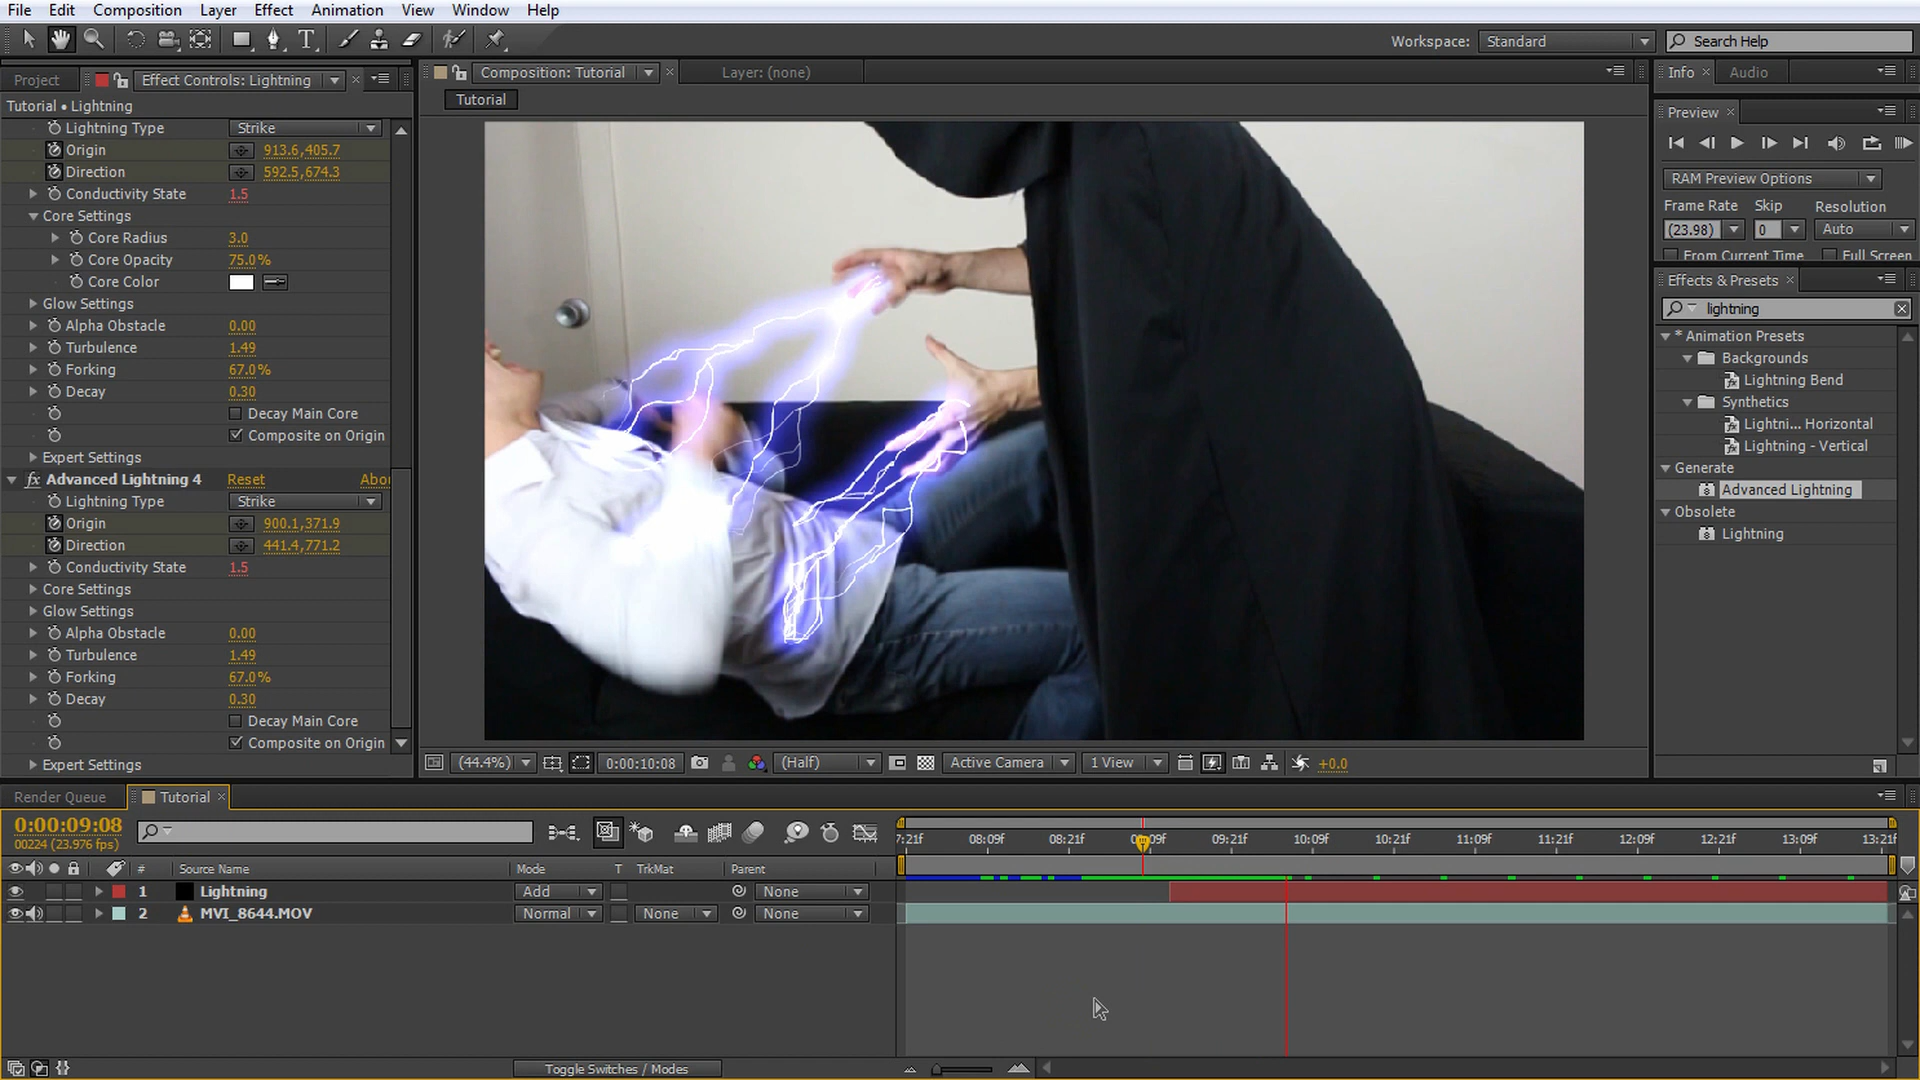 File Edit Composition Layer Effect Animation View Window Help
Workspace: Standard Search Help
Project Effect Controls: Lightning
Composition: Tutorial Layer: (none)
Info Audio
Tutorial • Lightning
Tutorial
Lightning Type Strike
Origin 913.6,405.7
Direction 592.5,674.3
Conductivity State 1.5
Core Settings
Core Radius 3.0
Core Opacity 75.0%
Core Color
Glow Settings
Alpha Obstacle 0.00
Turbulence 1.49
Forking 67.0%
Decay 0.30
Decay Main Core
Composite on Origin
Expert Settings
fx Advanced Lightning 4 Reset Abou
Lightning Type Strike
Origin 900.1,371.9
Direction 441.4,771.2
Conductivity State 1.5
Core Settings
Glow Settings
Alpha Obstacle 0.00
Turbulence 1.49
Forking 67.0%
Decay 0.30
Decay Main Core
Composite on Origin
Expert Settings
(44.4%) 0:00:10:08 (Half) Active Camera 1 View +0.0
Preview
RAM Preview Options
Frame Rate Skip Resolution
(23.98) 0 Auto
From Current Time Full Screen
Effects & Presets
lightning
* Animation Presets
Backgrounds
Lightning Bend
Synthetics
Lightni... Horizontal
Lightning - Vertical
Generate
Advanced Lightning
Obsolete
Lightning
Render Queue Tutorial
0:00:09:08
00224 (23.976 fps)
7:21f 08:09f 08:21f 09:21f 10:09f 10:21f 11:09f 11:21f 12:09f 12:21f 13:09f 13:21f
# Source Name Mode T TrkMat Parent
1 Lightning Add None
2 MVI_8644.MOV Normal None None
Toggle Switches / Modes